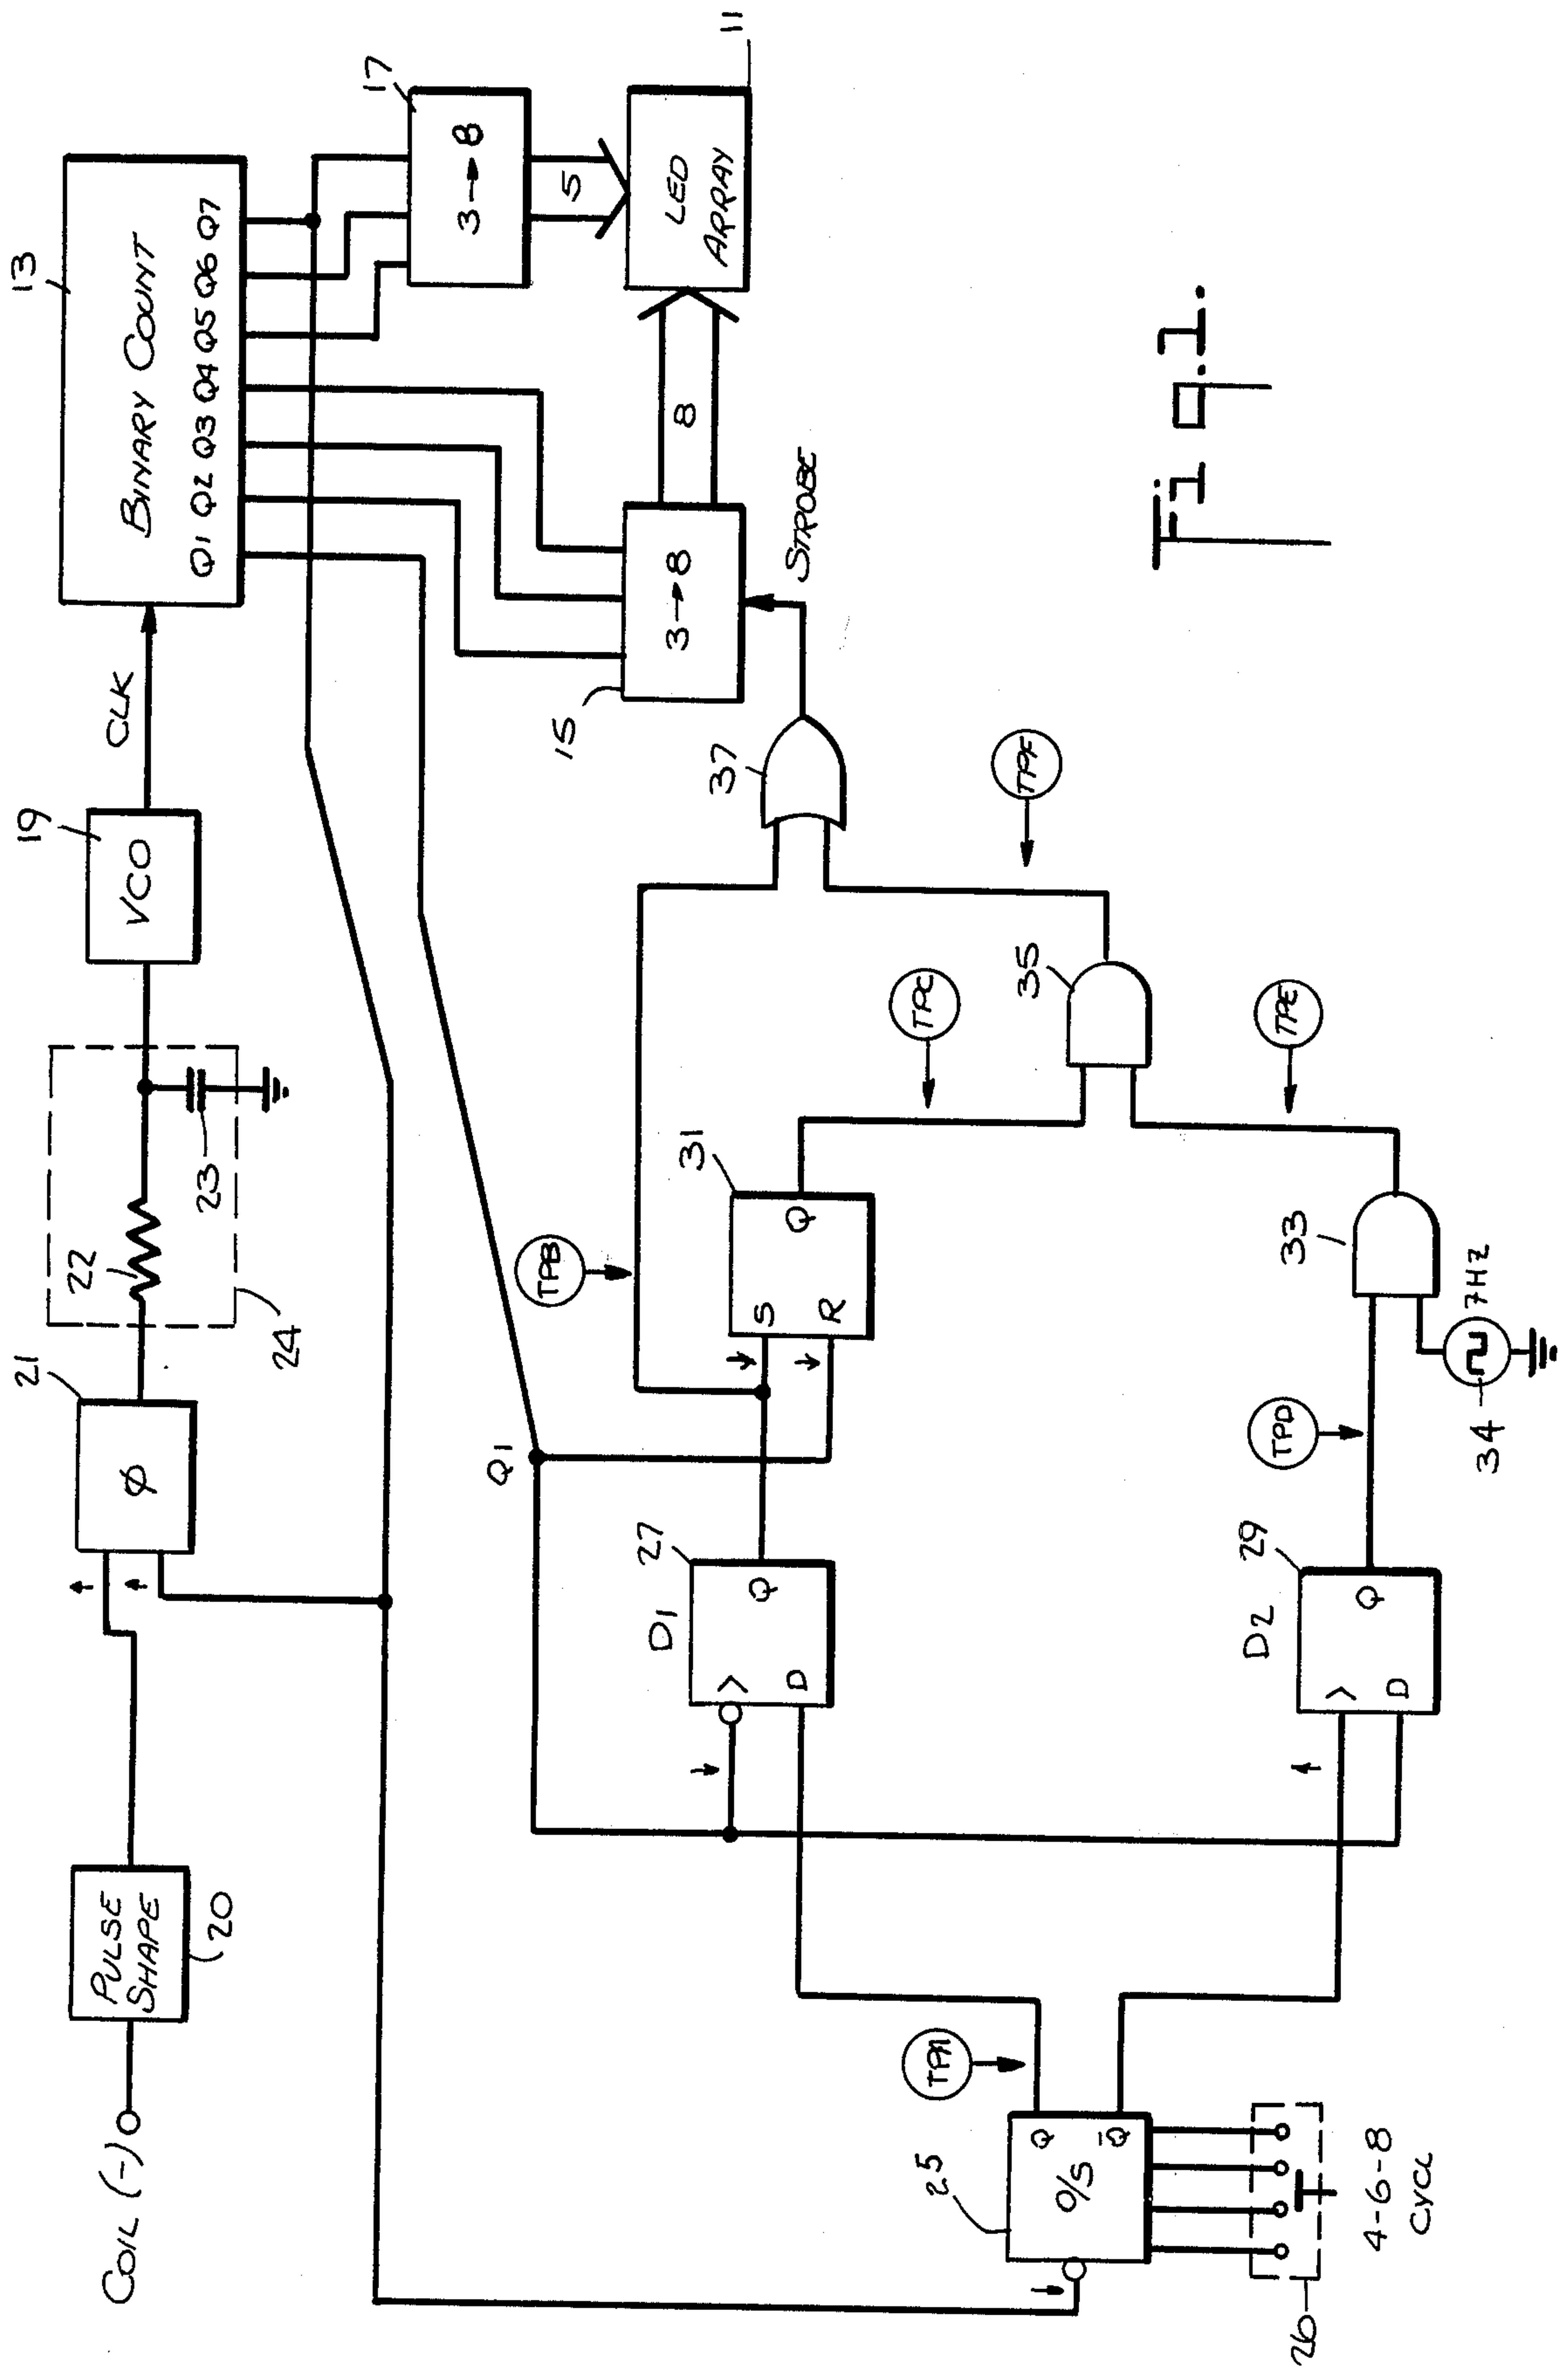 COIL (-)
PULSE
SHAPE
20
21
Ø
22
23
24
19
VCO
CLK
13
BINARY COUNT
Q1 Q2 Q3 Q4 Q5 Q6 Q7
17
3→8
5
LED
ARRAY
11
8
15
3→8
STROBE
37
TPB
Q1
D1
27
Q
D
31
S
R
Q
TPC
35
TPF
TPA
25
O/S
Q
Q̅
26
4-6-8
CYCL
D2
29
Q
D
TPD
33
34
7HZ
TPE
Fig.1.